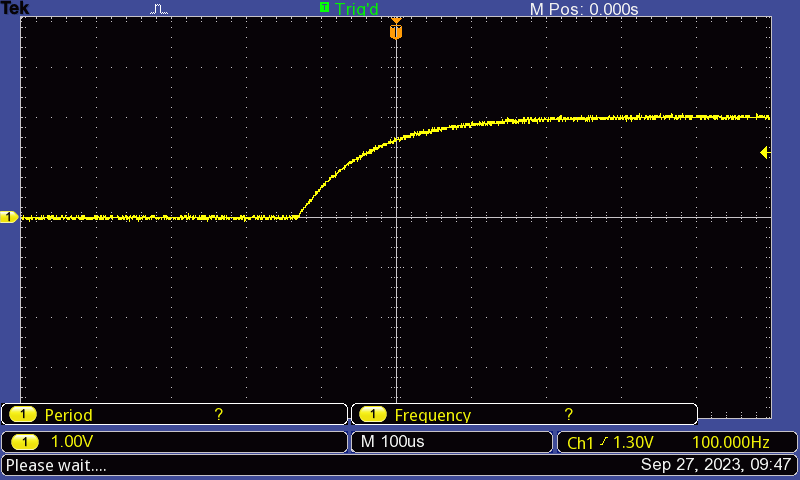 Tek T Trig'd M Pos: 0.000s
T
1
1 Period ? 1 Frequency ?
1 1.00V M 100us Ch1 1.30V 100.000Hz
Please wait.... Sep 27, 2023, 09:47